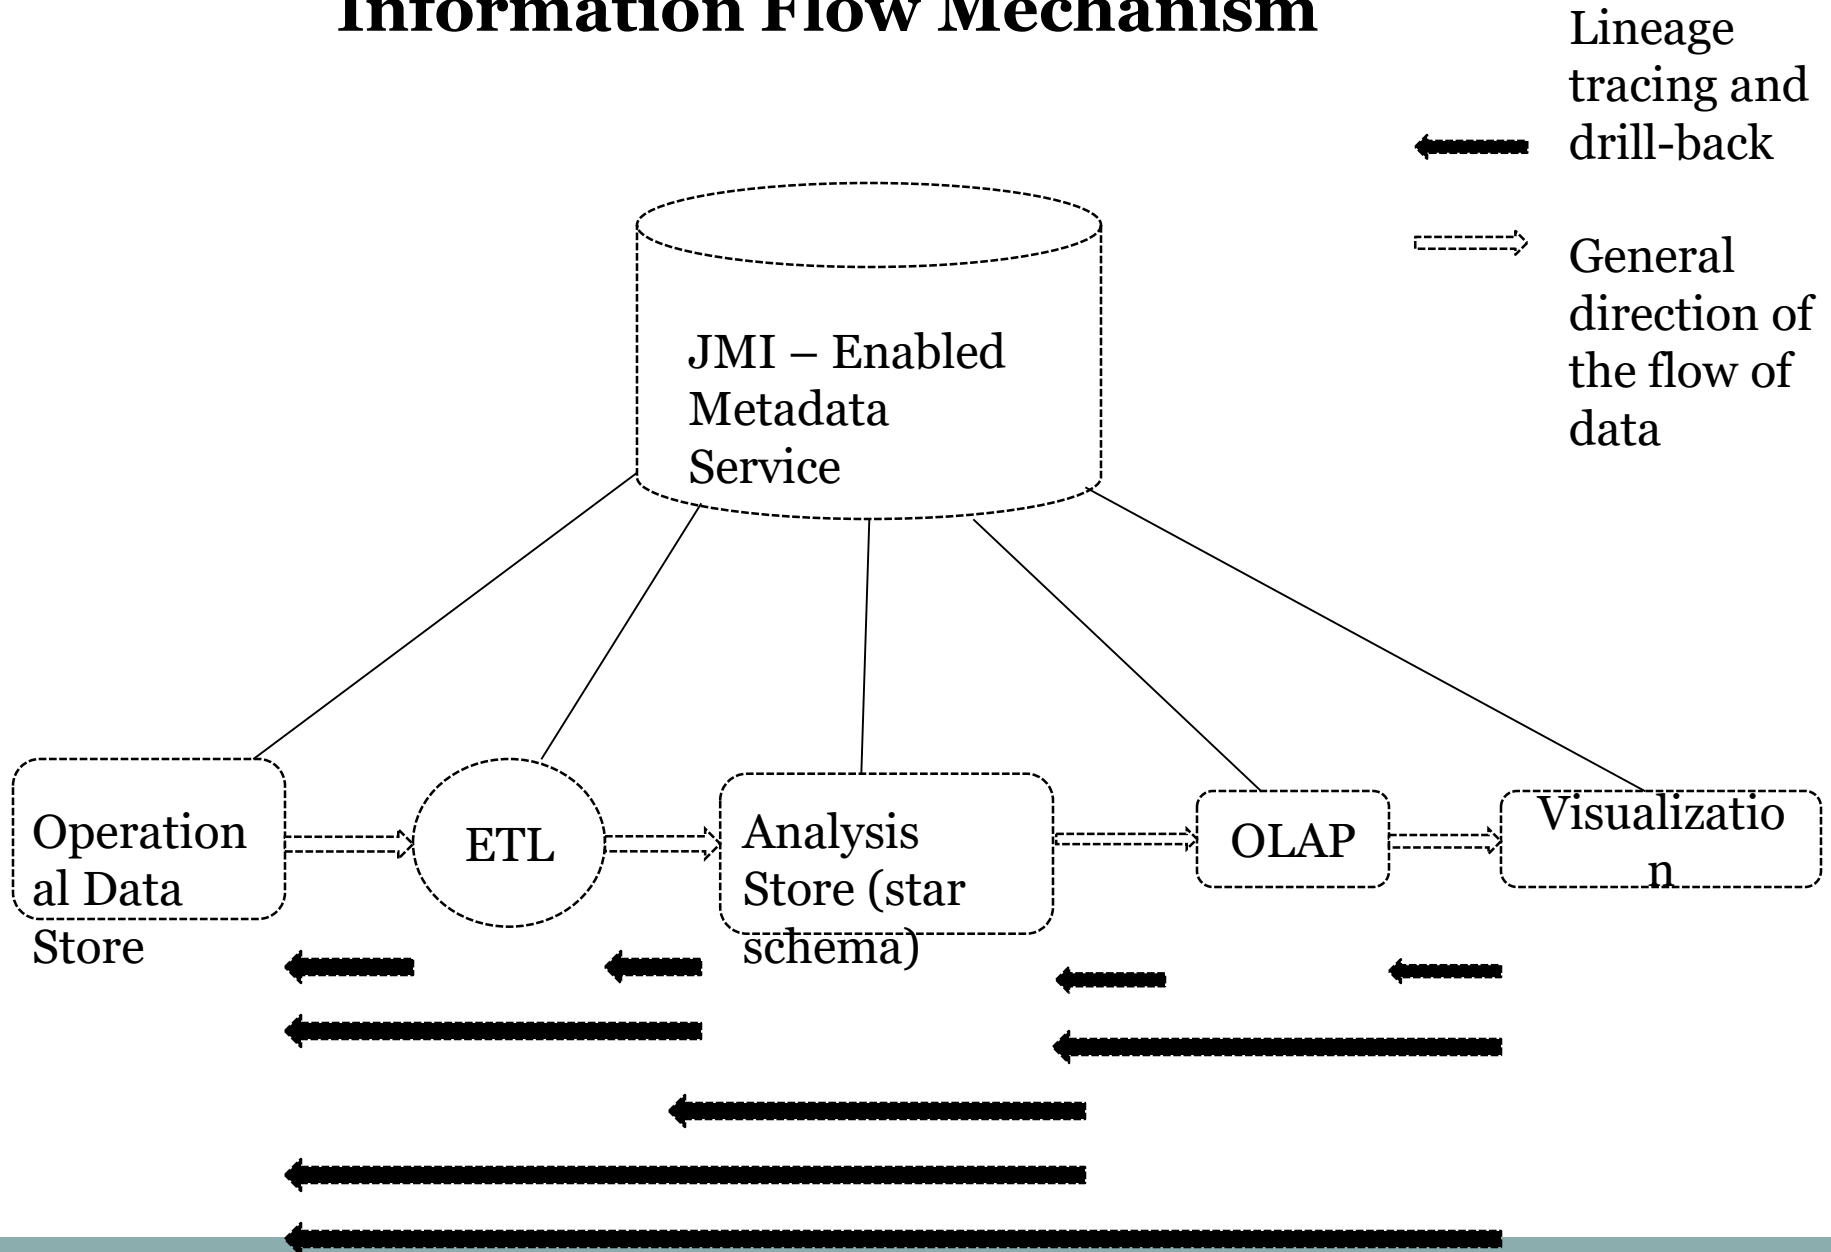 Information Flow Mechanism
Lineage
tracing and
drill-back
General
direction of
the flow of
data
JMI – Enabled
Metadata
Service
Operation
al Data
Store
ETL
Analysis
Store (star
schema)
OLAP
Visualizatio
n